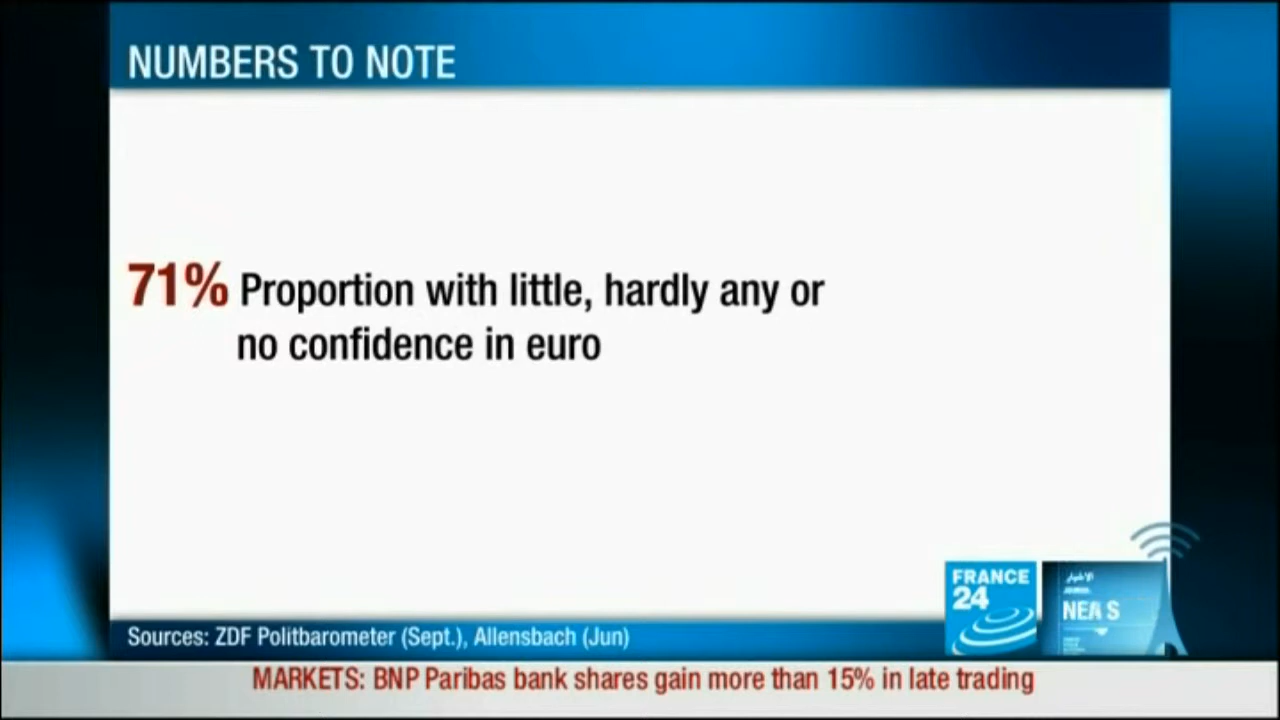 NUMBERS TO NOTE
71% Proportion with little, hardly any or
no confidence in euro
FRANCE
24
الأخبار
Sources: ZDF Politbarometer (Sept.), Allensbach (Jun)
MARKETS: BNP Paribas bank shares gain more than 15% in late trading